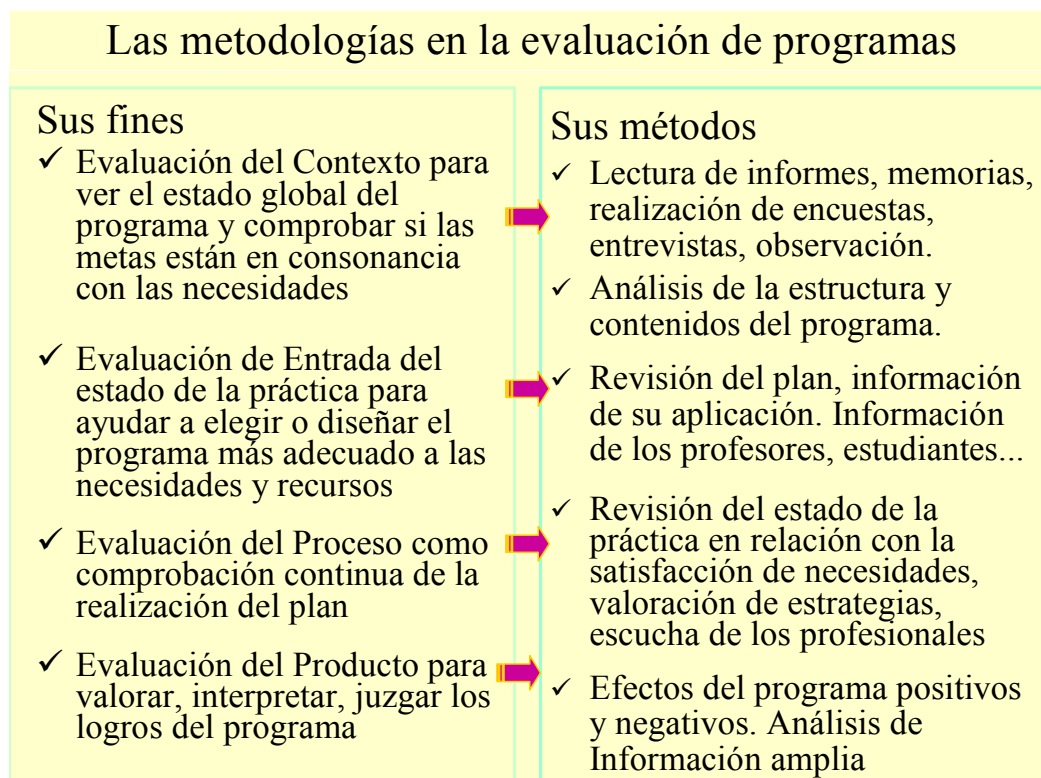 Las metodologías en la evaluación de programas
Sus fines
✓ Evaluación del Contexto para
ver el estado global del
programa y comprobar si las
metas están en consonancia
con las necesidades
✓ Evaluación de Entrada del
estado de la práctica para
ayudar a elegir o diseñar el
programa más adecuado a las
necesidades y recursos
✓ Evaluación del Proceso como
comprobación continua de la
realización del plan
✓ Evaluación del Producto para
valorar, interpretar, juzgar los
logros del programa
Sus métodos
✓ Lectura de informes, memorias,
realización de encuestas,
entrevistas, observación.
✓ Análisis de la estructura y
contenidos del programa.
✓ Revisión del plan, información
de su aplicación. Información
de los profesores, estudiantes...
✓ Revisión del estado de la
práctica en relación con la
satisfacción de necesidades,
valoración de estrategias,
escucha de los profesionales
✓ Efectos del programa positivos
y negativos. Análisis de
Información amplia